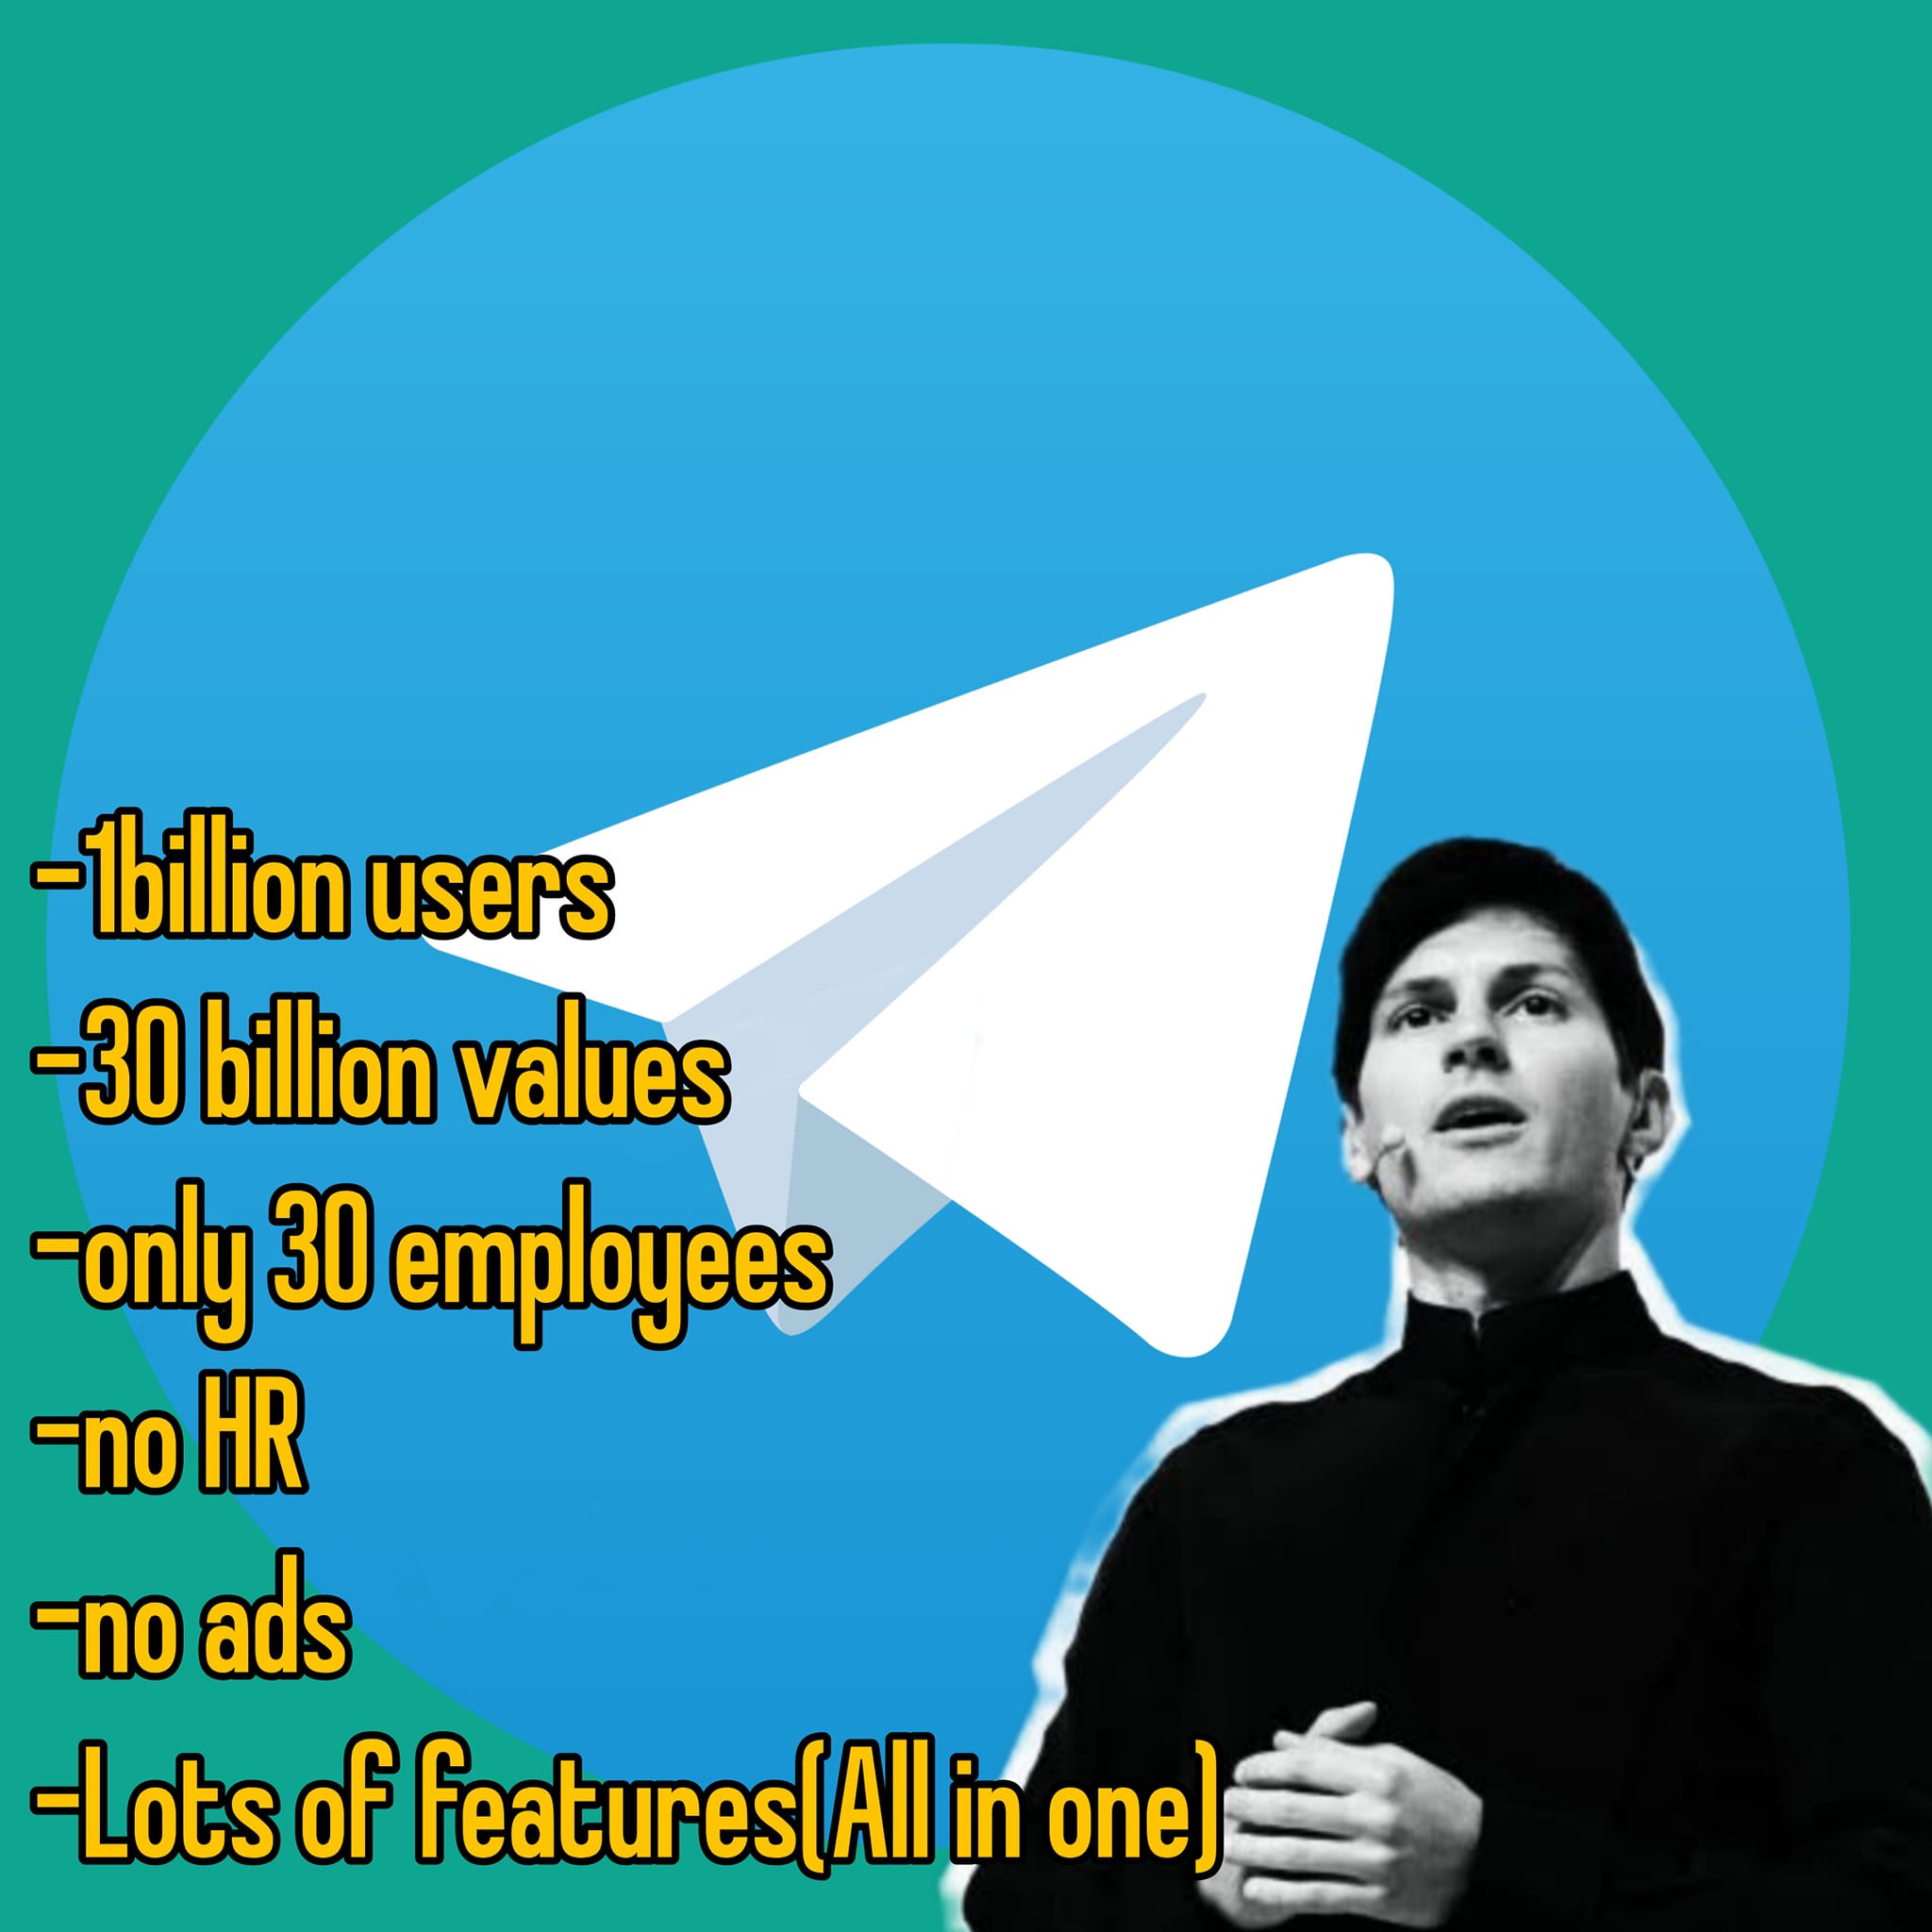 -1billion users
-30 billion values
-only 30 employees
-no HR
-no ads
-Lots of features(All in one)